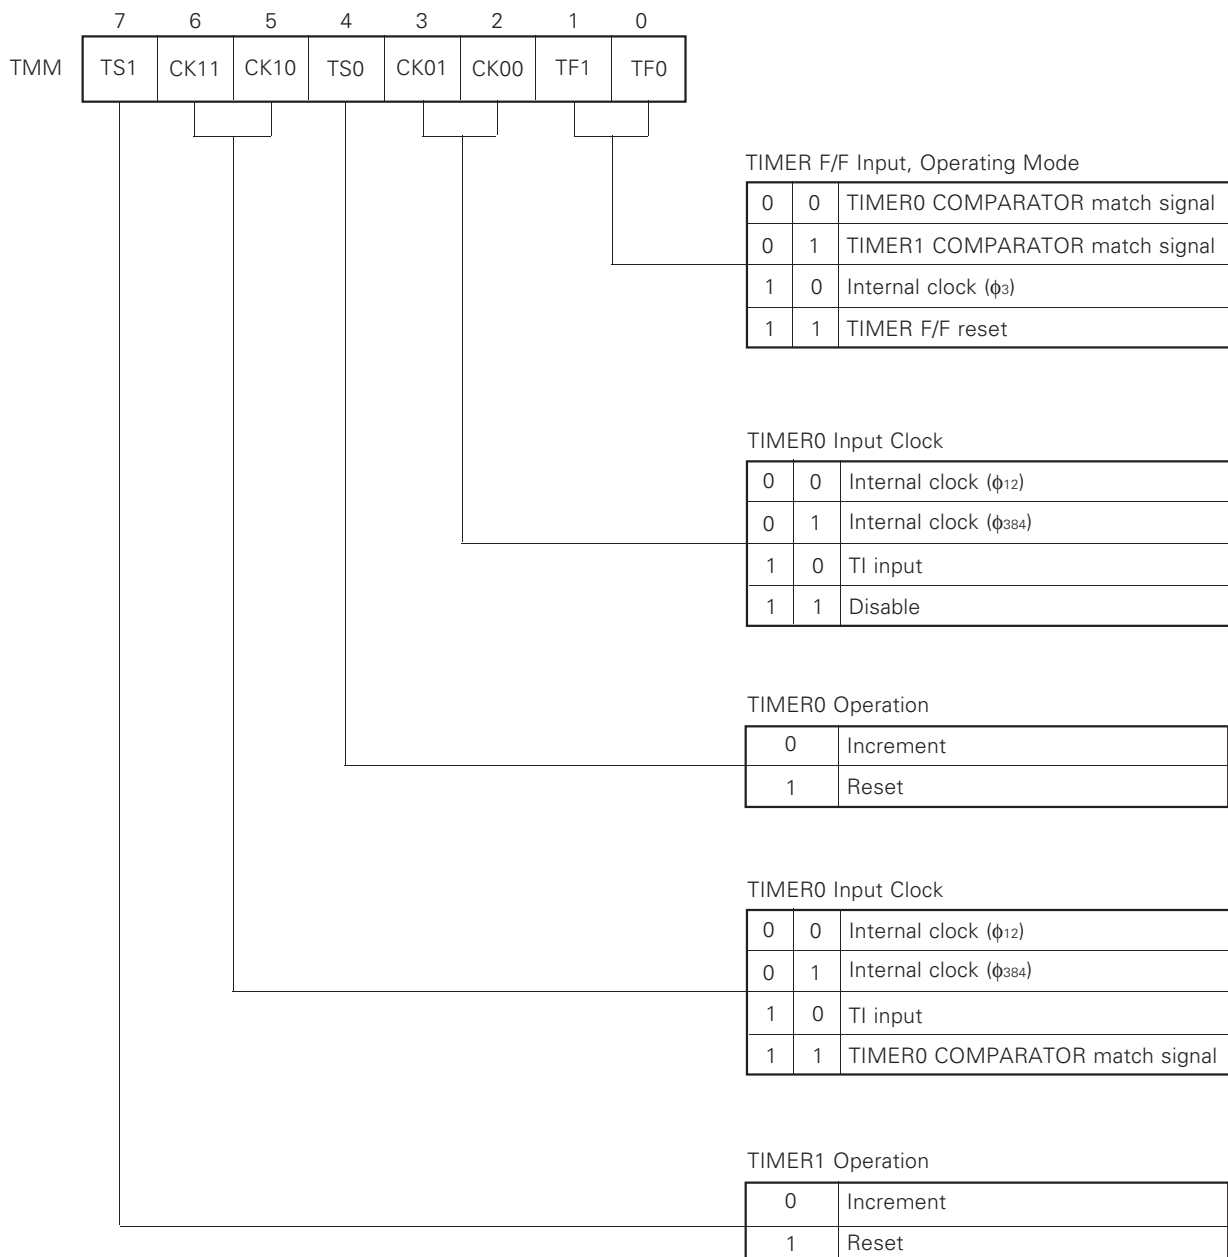 7 6 5 4 3 2 1 0
TMM TS1 CK11 CK10 TS0 CK01 CK00 TF1 TF0
TIMER F/F Input, Operating Mode
0 0 TIMER0 COMPARATOR match signal
0 1 TIMER1 COMPARATOR match signal
1 0 Internal clock (ϕ3)
1 1 TIMER F/F reset
TIMER0 Input Clock
0 0 Internal clock (ϕ12)
0 1 Internal clock (ϕ384)
1 0 TI input
1 1 Disable
TIMER0 Operation
0 Increment
1 Reset
TIMER0 Input Clock
0 0 Internal clock (ϕ12)
0 1 Internal clock (ϕ384)
1 0 TI input
1 1 TIMER0 COMPARATOR match signal
TIMER1 Operation
0 Increment
1 Reset